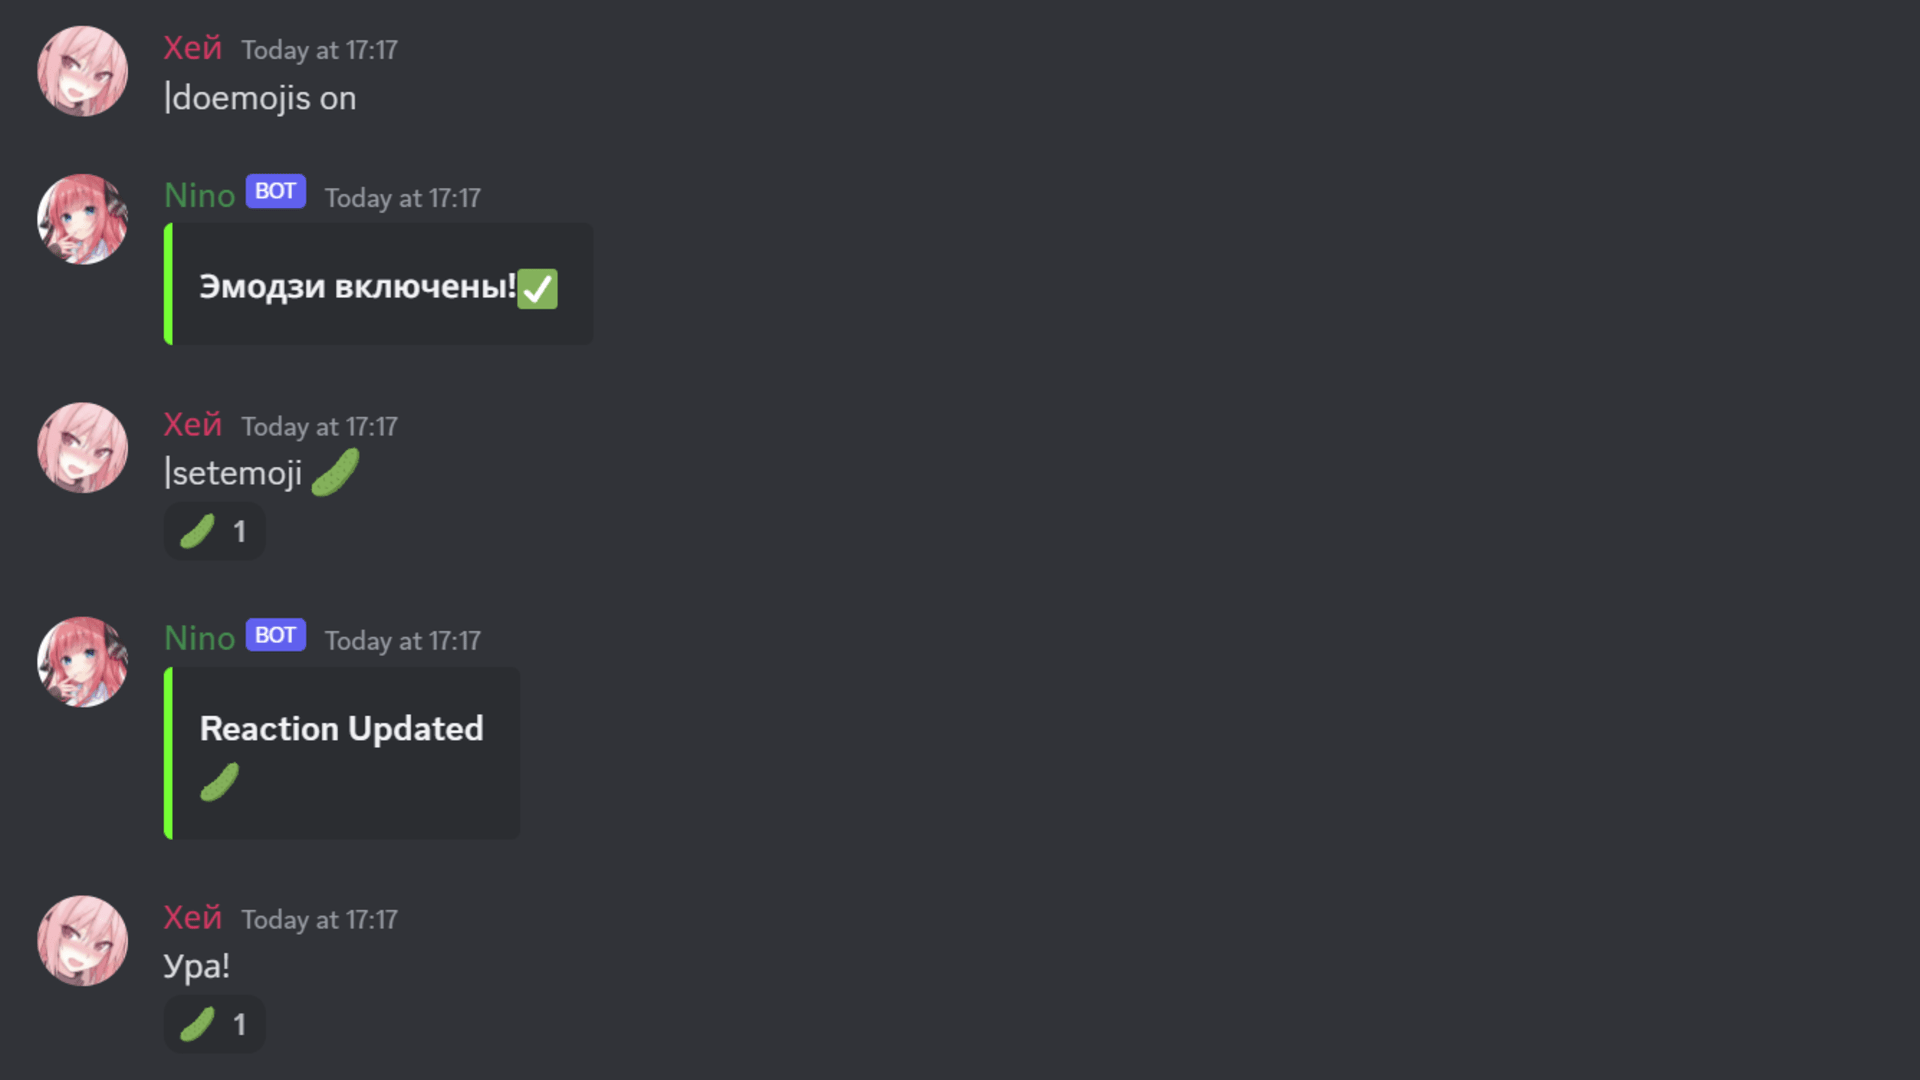 Хей Today at 17:17
|doemojis on
Nino BOT Today at 17:17
Эмодзи включены!✅
Хей Today at 17:17
|setemoji 🥒
🥒 1
Nino BOT Today at 17:17
Reaction Updated
🥒
Хей Today at 17:17
Ура!
🥒 1